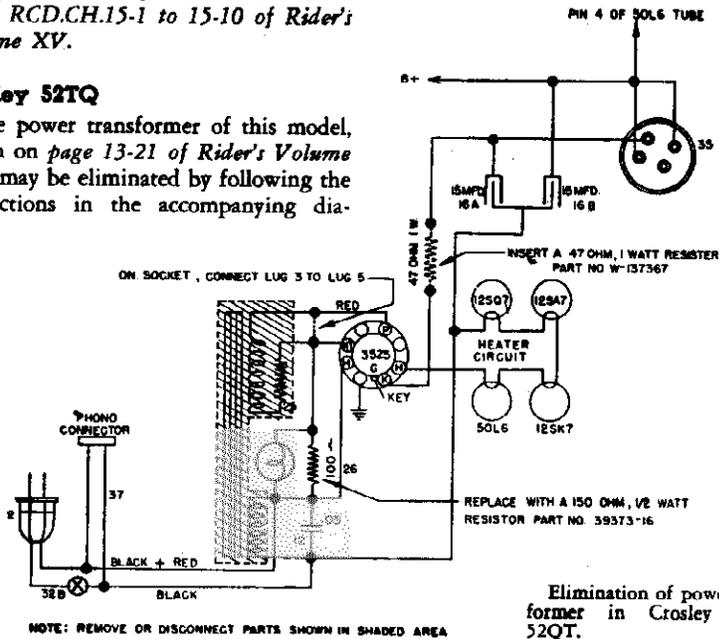 RCD.CH.15-1 to 15-10 of Rider's
me XV.
ey 52TQ
e power transformer of this model,
n on page 13-21 of Rider's Volume
may be eliminated by following the
ctions in the accompanying dia-
PIN 4 OF 50L6 TUBE
B+
35
15MFD.
16A
15MFD.
16B
47 OHM 1 W.
INSERT A 47 OHM, 1 WATT RESISTER
PART NO W-137367
ON SOCKET, CONNECT LUG 3 TO LUG 5
RED
12SQ7
12SA7
HEATER
CIRCUIT
3525
G
P
H
H
K
KEY
50L6
12SK7
PHONO
CONNECTOR
37
100
26
REPLACE WITH A 150 OHM, 1/2 WATT
RESISTOR PART NO. 39373-16
2
BLACK + RED
32B
BLACK
NOTE: REMOVE OR DISCONNECT PARTS SHOWN IN SHADED AREA
Elimination of powe
former in Crosley
52QT.